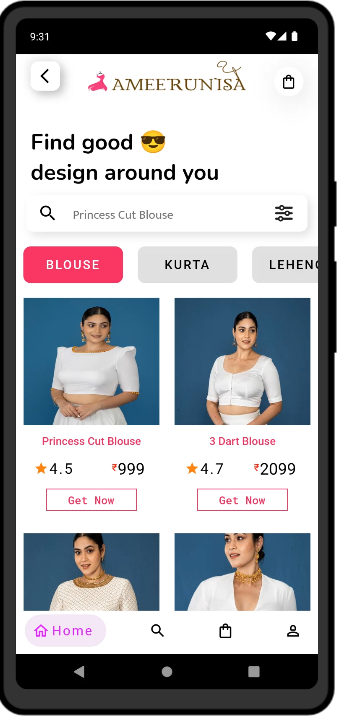 9:31
AMEERUNISA
Find good 😎
design around you
Princess Cut Blouse
BLOUSE KURTA LEHENG
Princess Cut Blouse 3 Dart Blouse
4.5 ₹999 4.7 ₹2099
Get Now Get Now
Home